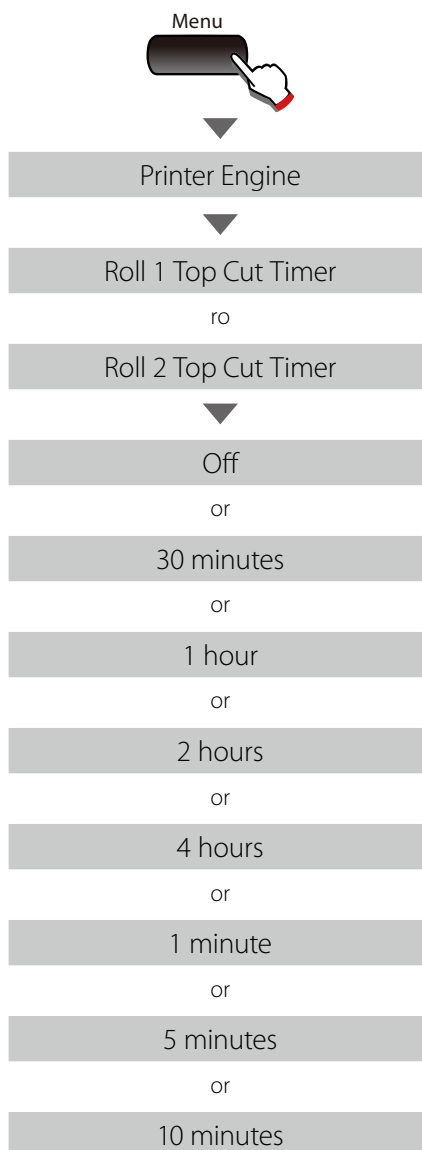 Menu
Printer Engine
Roll 1 Top Cut Timer
ro
Roll 2 Top Cut Timer
Off
or
30 minutes
or
1 hour
or
2 hours
or
4 hours
or
1 minute
or
5 minutes
or
10 minutes